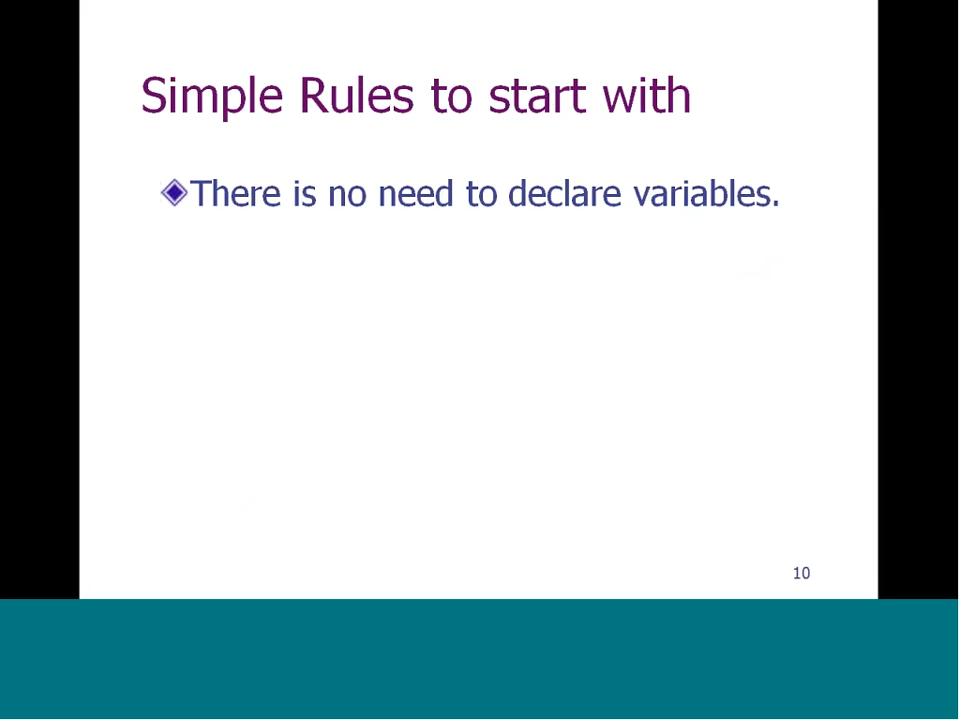 Simple Rules to start with
There is no need to declare variables.
10